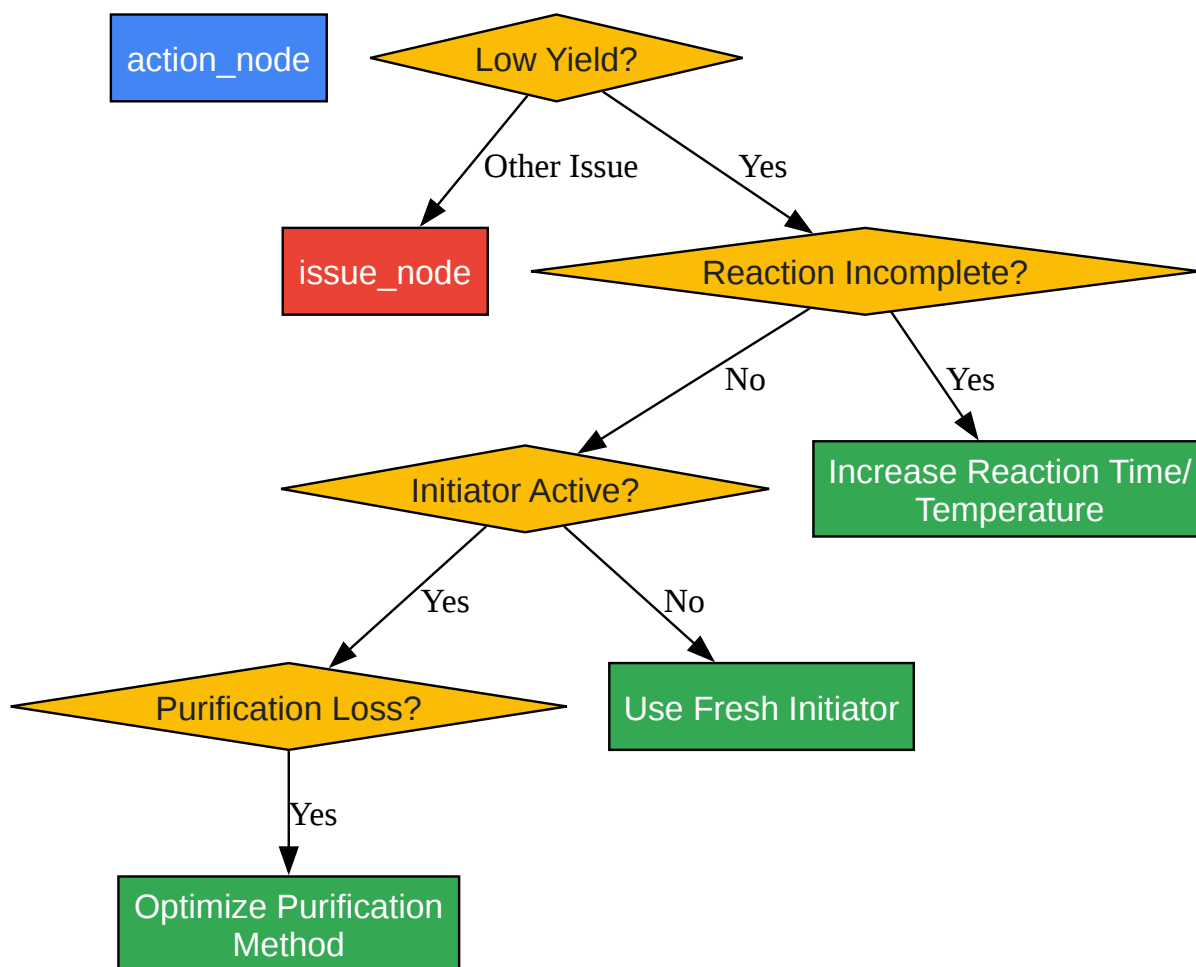 action_node
Low Yield?
Other Issue
Yes
issue_node
Reaction Incomplete?
No
Yes
Initiator Active?
Increase Reaction Time/
Temperature
Yes
No
Purification Loss?
Use Fresh Initiator
Yes
Optimize Purification
Method